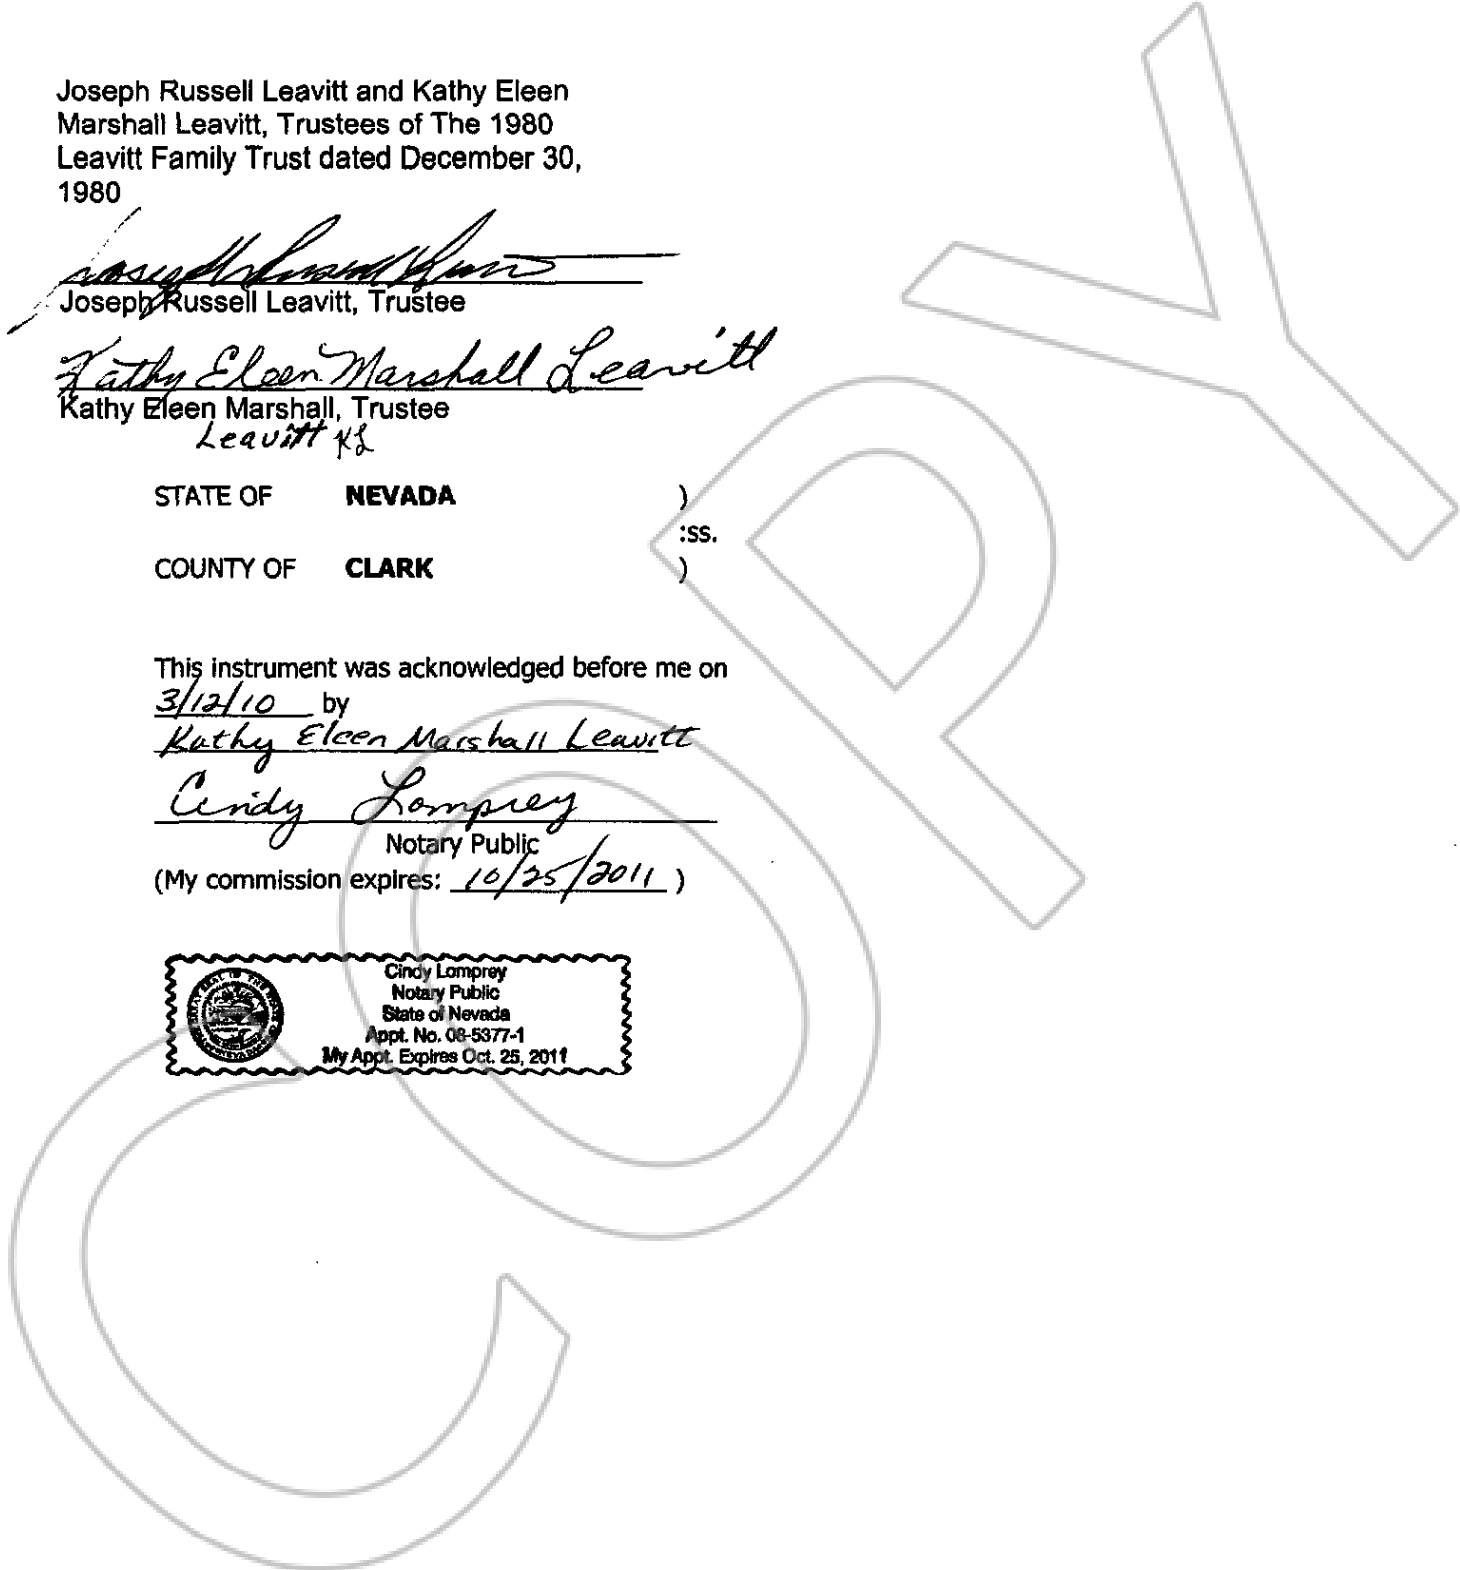 Joseph Russell Leavitt and Kathy Eleen
Marshall Leavitt, Trustees of The 1980
Leavitt Family Trust dated December 30,
1980
Joseph Russell Leavitt, Trustee
Kathy Eleen Marshall Leavitt
Kathy Eleen Marshall, Trustee
Leavitt KL
STATE OF NEVADA )
:ss.
COUNTY OF CLARK )
This instrument was acknowledged before me on
3/12/10 by
Kathy Eleen Marshall Leavitt
Cindy Lomprey
Notary Public
(My commission expires: 10/25/2011 )
Cindy Lomprey
Notary Public
State of Nevada
Appt. No. 08-5377-1
My Appt. Expires Oct. 25, 2011
COPY